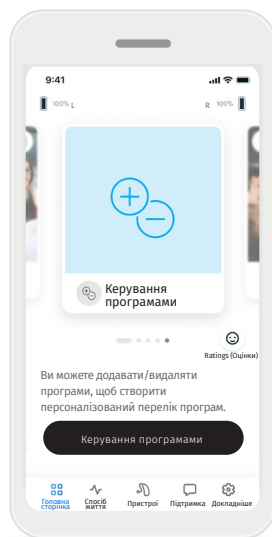 9:41
100% L
R 100%
Керування
програмами
Ratings (Оцінки)
Ви можете додавати/видаляти
програми, щоб створити
персоналізований перелік програм.
Керування програмами
Головна
сторінка
Спосіб
життя
Пристрої
Підтримка
Докладніше